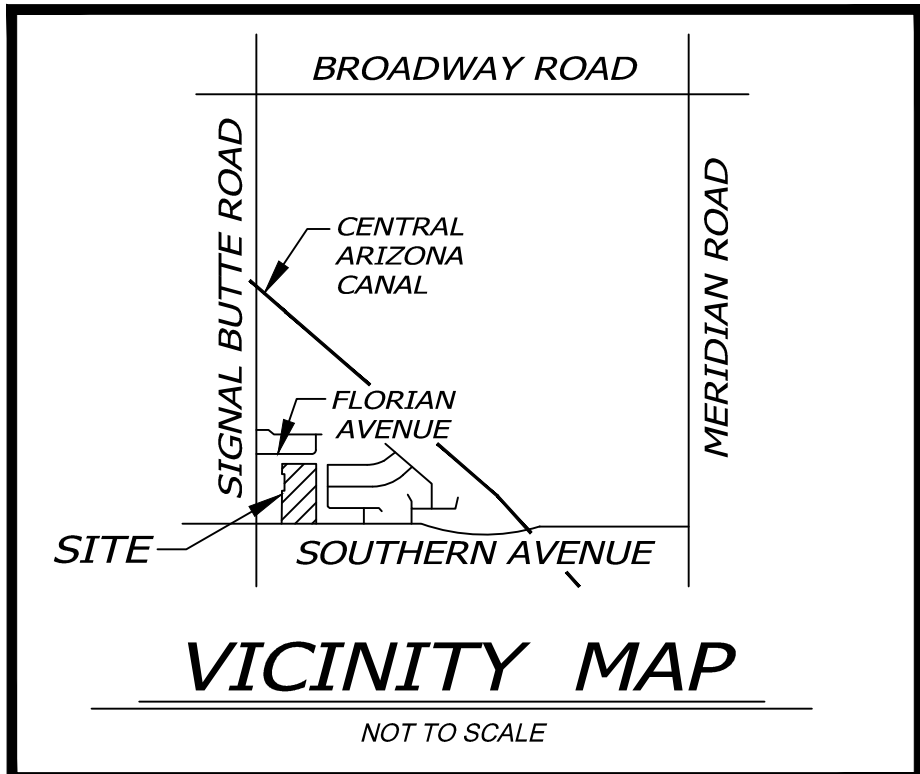 BROADWAY ROAD
SIGNAL BUTTE ROAD
MERIDIAN ROAD
CENTRAL
ARIZONA
CANAL
FLORIAN
AVENUE
SITE
SOUTHERN AVENUE
VICINITY MAP
NOT TO SCALE